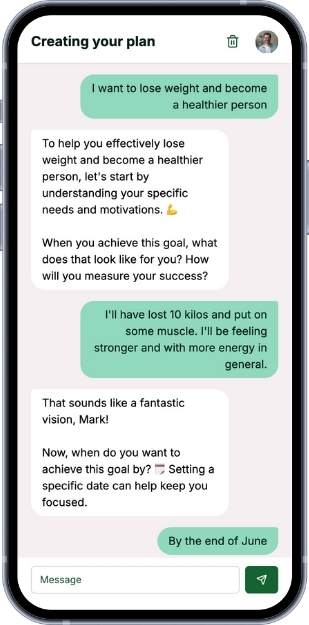 Creating your plan
I want to lose weight and become
a healthier person
To help you effectively lose
weight and become a healthier
person, let's start by
understanding your specific
needs and motivations. 💪
When you achieve this goal, what
does that look like for you? How
will you measure your success?
I'll have lost 10 kilos and put on
some muscle. I'll be feeling
stronger and with more energy in
general.
That sounds like a fantastic
vision, Mark!
Now, when do you want to
achieve this goal by? 🗓️ Setting a
specific date can help keep you
focused.
By the end of June
Message